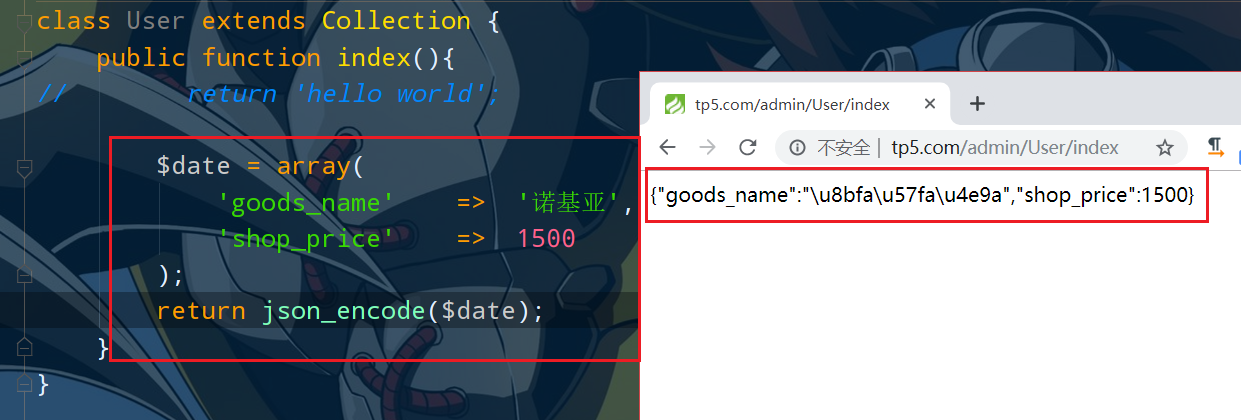 class User extends Collection {
public function index(){
// return 'hello world';
$date = array(
'goods_name' => '诺基亚',
'shop_price' => 1500
);
return json_encode($date);
}
}
tp5.com/admin/User/index
不安全 | tp5.com/admin/User/index
{"goods_name":"\u8bfa\u57fa\u4e9a","shop_price":1500}